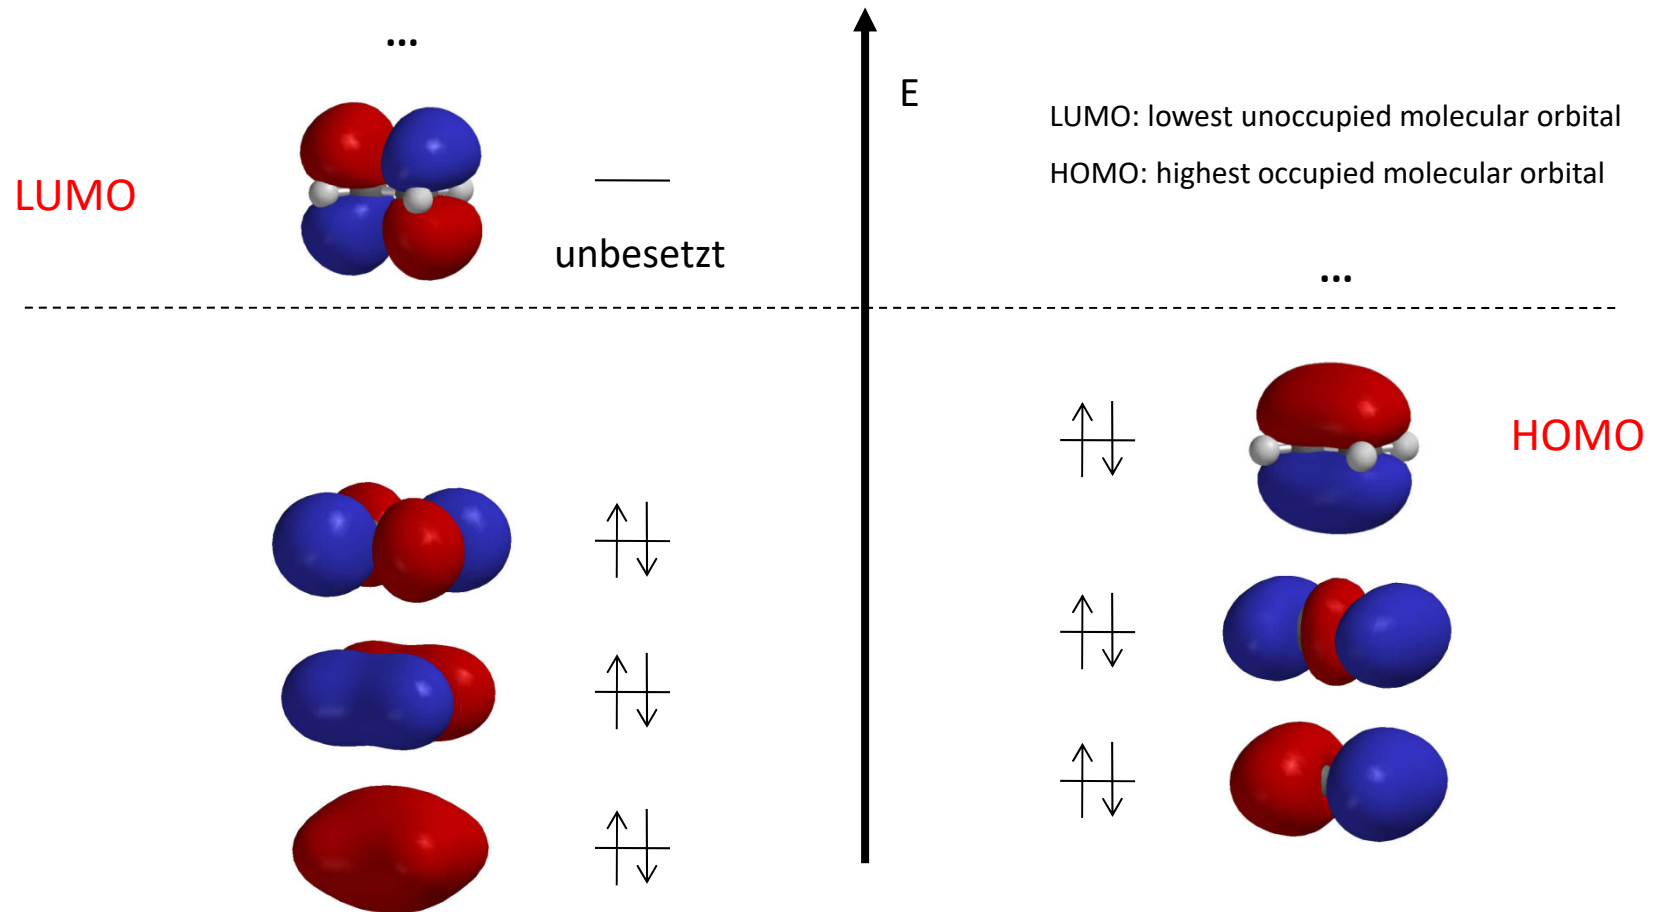 ...
E
LUMO: lowest unoccupied molecular orbital
HOMO: highest occupied molecular orbital
LUMO
unbesetzt
...
HOMO